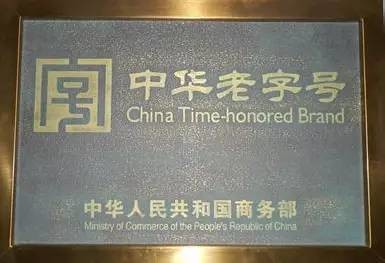 中华老字号
China Time-honored Brand
中华人民共和国商务部
Ministry of Commerce of the People's Republic of China